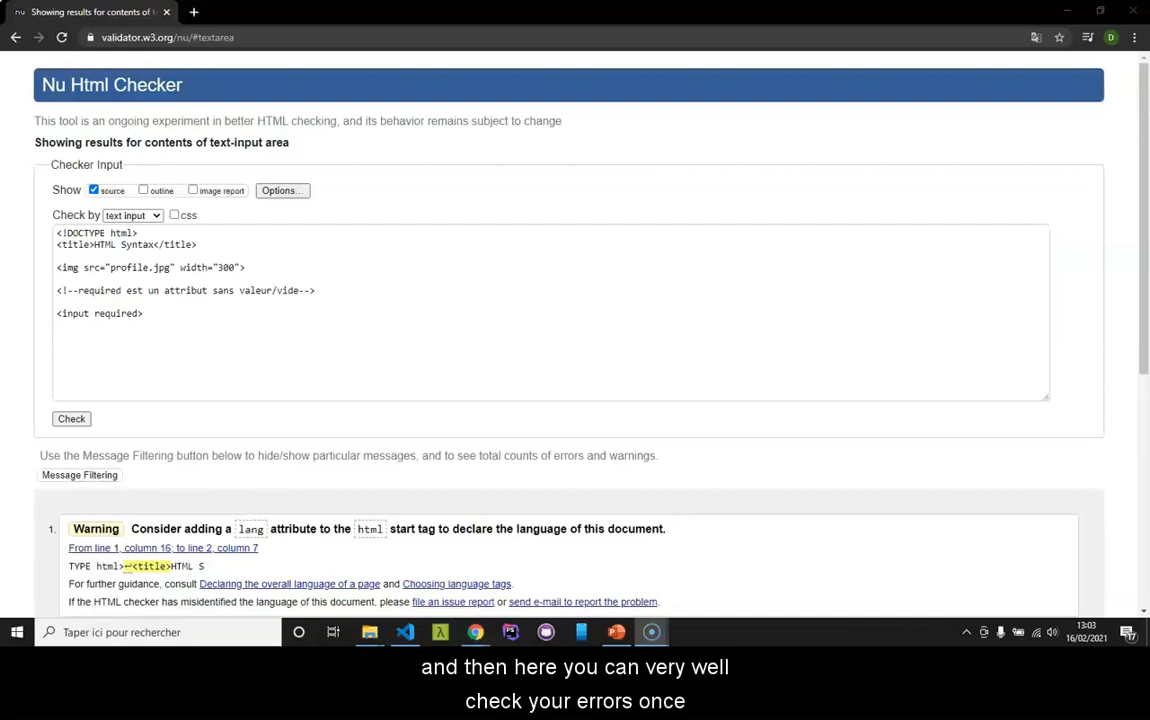 nu Showing results for contents of t
validator.w3.org/nu/#textarea
D
Nu Html Checker
This tool is an ongoing experiment in better HTML checking, and its behavior remains subject to change
Showing results for contents of text-input area
Checker Input
Show source outline image report Options...
Check by text input css
<!DOCTYPE html>
<title>HTML Syntax</title>
<img src="profile.jpg" width="300">
<!--required est un attribut sans valeur/vide-->
<input required>
Check
Use the Message Filtering button below to hide/show particular messages, and to see total counts of errors and warnings.
Message Filtering
1. Warning Consider adding a lang attribute to the html start tag to declare the language of this document.
From line 1, column 16; to line 2, column 7
TYPE html>↩<title>HTML S
For further guidance, consult Declaring the overall language of a page and Choosing language tags.
If the HTML checker has misidentified the language of this document, please file an issue report or send e-mail to report the problem.
Taper ici pour rechercher
13:03
16/02/2021
17
and then here you can very well
check your errors once